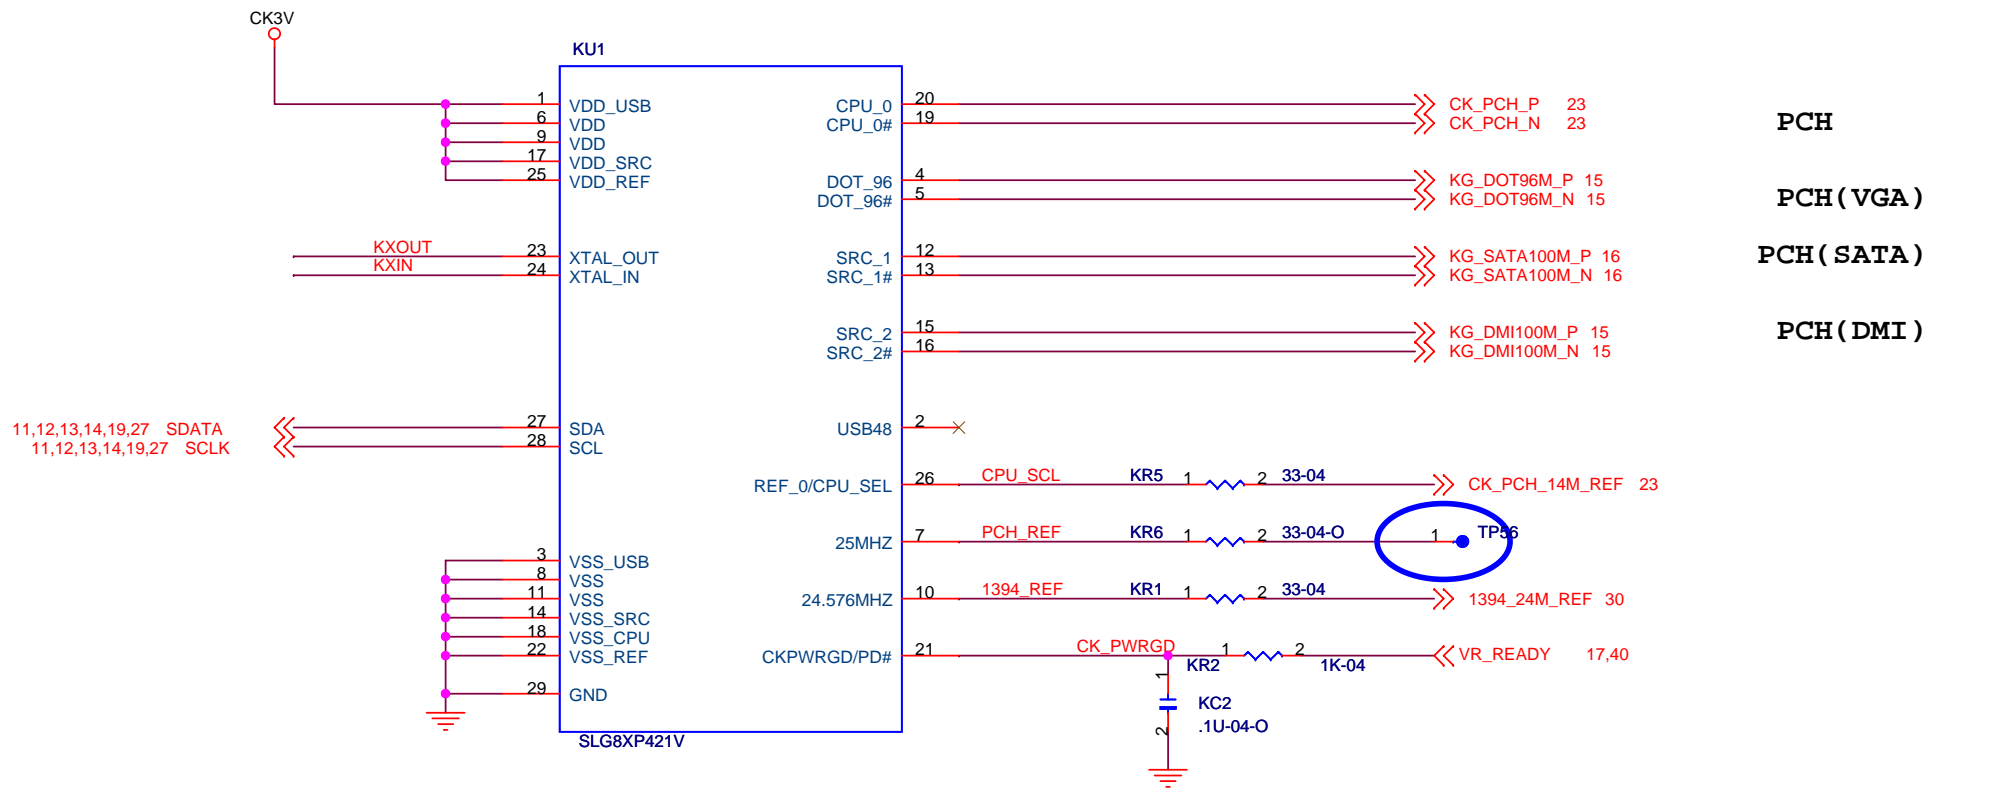 CK3V
KU1
1 VDD_USB CPU_0 20 CK_PCH_P 23
6 VDD CPU_0# 19 CK_PCH_N 23
PCH
9 VDD
17 VDD_SRC
25 VDD_REF DOT_96 4 KG_DOT96M_P 15
DOT_96# 5 KG_DOT96M_N 15
PCH(VGA)
KXOUT 23 XTAL_OUT SRC_1 12 KG_SATA100M_P 16
PCH(SATA)
KXIN 24 XTAL_IN SRC_1# 13 KG_SATA100M_N 16
SRC_2 15 KG_DMI100M_P 15
PCH(DMI)
SRC_2# 16 KG_DMI100M_N 15
11,12,13,14,19,27 SDATA 27 SDA USB48 2
11,12,13,14,19,27 SCLK 28 SCL
REF_0/CPU_SEL 26 CPU_SCL KR5 1 2 33-04 CK_PCH_14M_REF 23
25MHZ 7 PCH_REF KR6 1 2 33-04-O 1 TP56
3 VSS_USB
8 VSS
11 VSS 24.576MHZ 10 1394_REF KR1 1 2 33-04 1394_24M_REF 30
14 VSS_SRC
18 VSS_CPU
22 VSS_REF CKPWRGD/PD# 21 CK_PWRGD KR2 1 2 1K-04 VR_READY 17,40
29 GND
1 KC2
2 .1U-04-O
SLG8XP421V